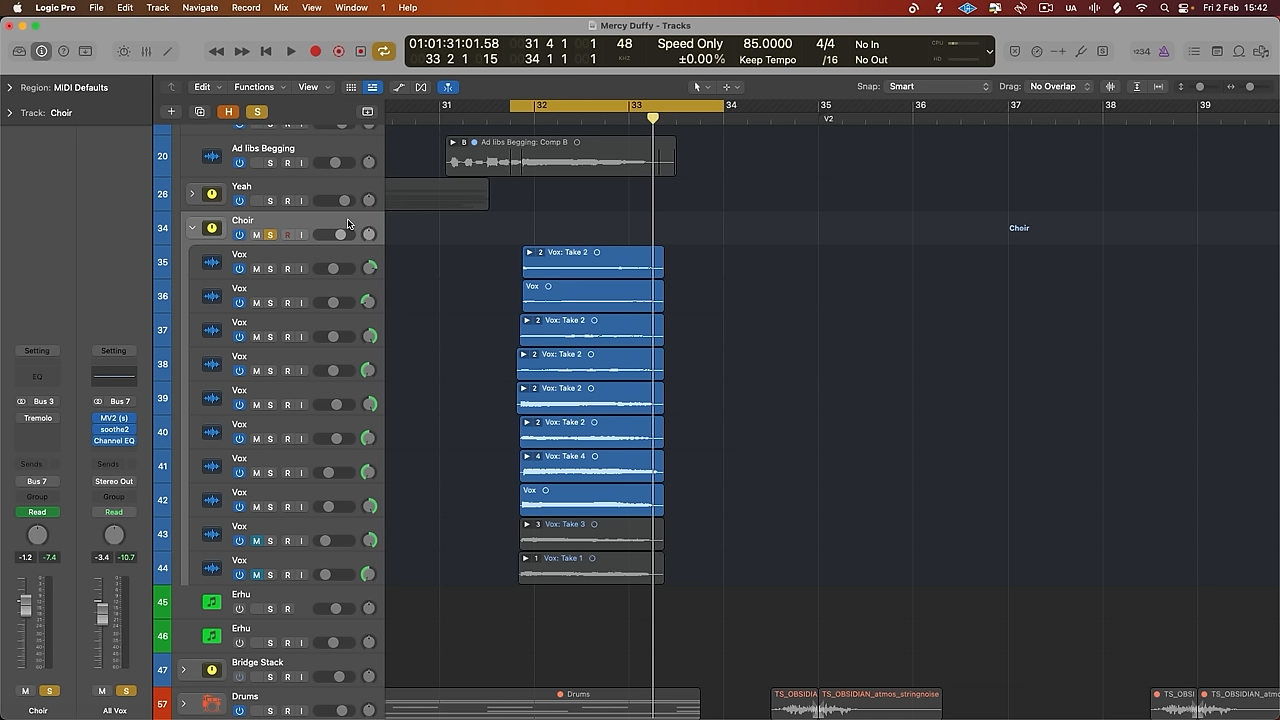 Logic Pro File Edit Track Navigate Record Mix View Window 1 Help UA Fri 2 Feb 15:42
Mercy Duffy - Tracks
01:01:31:01.58 31 4 1 1 48 Speed Only 85.0000 4/4 No In CPU
33 2 1 15 34 1 1 1 KHZ ±0.00% Keep Tempo /16 No Out HD
1234
Region: MIDI Defaults Edit Functions View Snap: Smart Drag: No Overlap
Track: Choir H S 31 32 33 34 35 36 37 38 39
V2
20 Ad libs Begging S R I B Ad libs Begging: Comp B
26 Yeah S R I
34 Choir M S R I Choir
35 Vox M S R I 2 Vox: Take 2
36 Vox M S R I Vox
37 Vox M S R I 2 Vox: Take 2
38 Vox M S R I 2 Vox: Take 2
39 Vox M S R I 2 Vox: Take 2
40 Vox M S R I 2 Vox: Take 2
41 Vox M S R I 4 Vox: Take 4
42 Vox M S R I Vox
43 Vox M S R I 3 Vox: Take 3
44 Vox M S R I 1 Vox: Take 1
45 Erhu S R
46 Erhu S R I
47 Bridge Stack S R I
57 Drums S R I Drums TS_OBSIDIA TS_OBSIDIAN_atmos_stringnoise TS_OBSI TS_OBSIDIAN_atm
Setting Setting
EQ
Bus 3 Bus 7
Tremolo MV2 (s)
soothe2
Channel EQ
Sends Sends
Bus 7 Stereo Out
Group Group
Read Read
-1.2 -7.4 -3.4 -10.7
M S M S
Choir All Vox